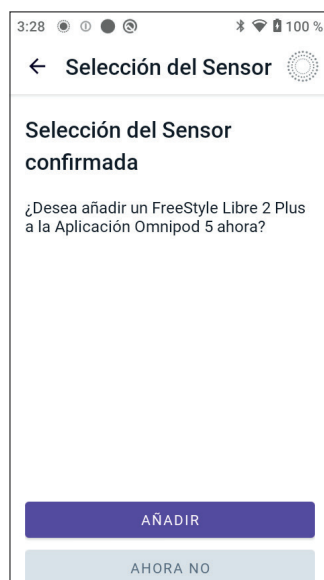 3:28 100 %
Selección del Sensor
Selección del Sensor
confirmada
¿Desea añadir un FreeStyle Libre 2 Plus
a la Aplicación Omnipod 5 ahora?
AÑADIR
AHORA NO